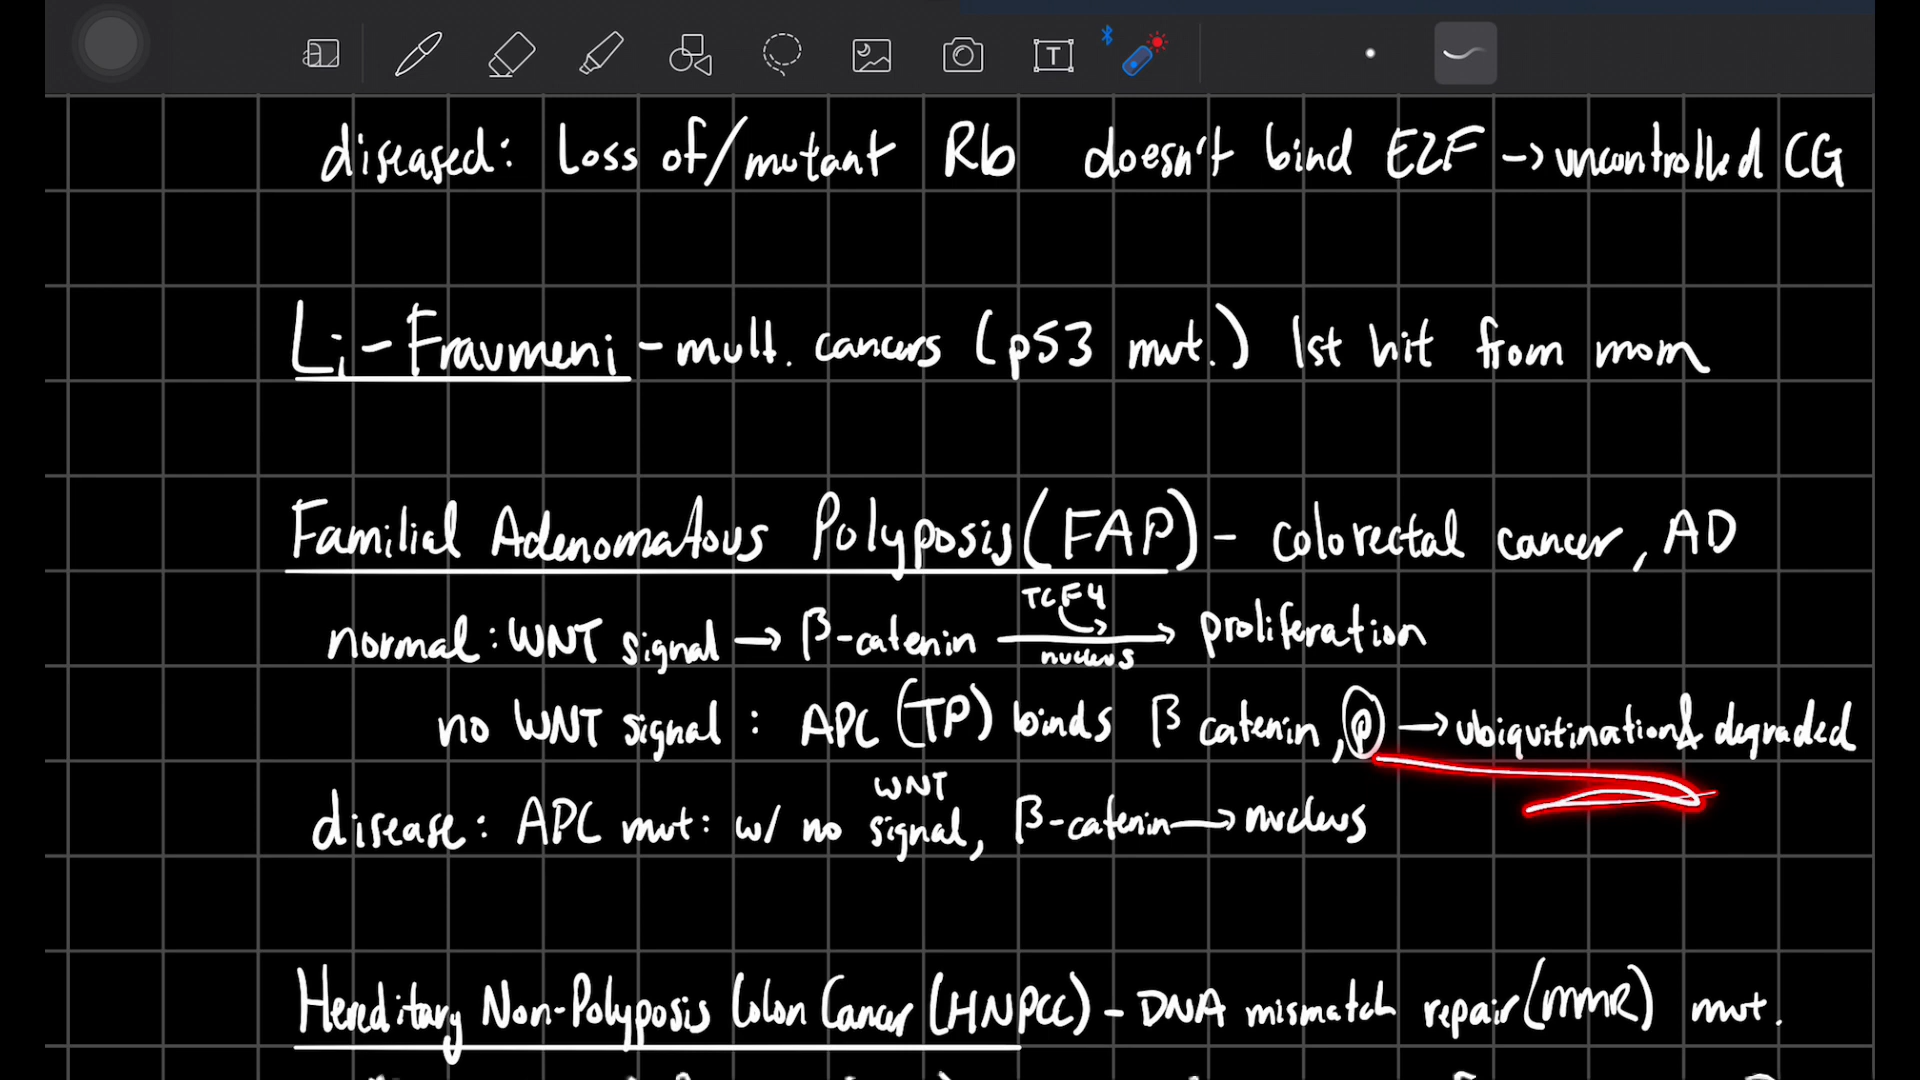 diseased: Loss of/mutant Rb doesn't bind E2F → uncontrolled CG
Li-Fraumeni - mult. cancers (p53 mut.) 1st hit from mom
Familial Adenomatous Polyposis (FAP) - colorectal cancer, AD
TCF4
normal: WNT signal → β-catenin → proliferation
nucleus
no WNT signal: APC (TP) binds β catenin, ⓟ → ubiquitination & degraded
WNT
disease: APC mut: w/ no signal, β-catenin → nucleus
Hereditary Non-Polyposis Colon Cancer (HNPCC) - DNA mismatch repair (MMR) mut.